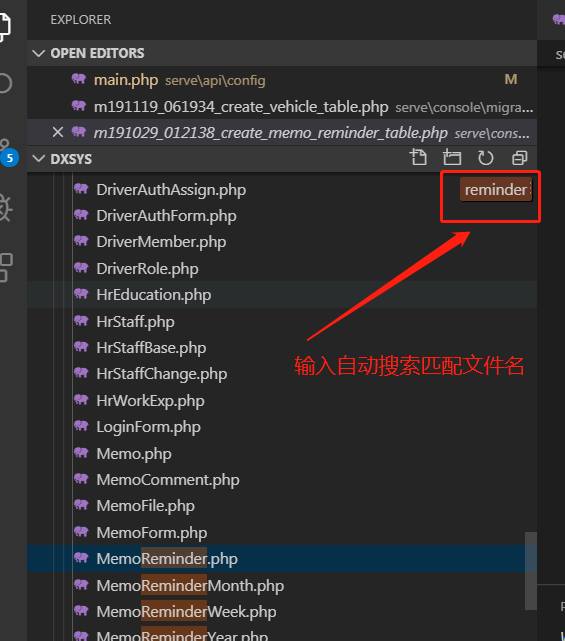 EXPLORER
OPEN EDITORS
main.php serve\api\config M
m191119_061934_create_vehicle_table.php serve\console\migra...
m191029_012138_create_memo_reminder_table.php serve\cons...
5
DXSYS
DriverAuthAssign.php
reminder
DriverAuthForm.php
DriverMember.php
DriverRole.php
HrEducation.php
HrStaff.php
HrStaffBase.php
输入自动搜索匹配文件名
HrStaffChange.php
HrWorkExp.php
LoginForm.php
Memo.php
MemoComment.php
MemoFile.php
MemoForm.php
MemoReminder.php
MemoReminderMonth.php
MemoReminderWeek.php
MemoReminderYear.php